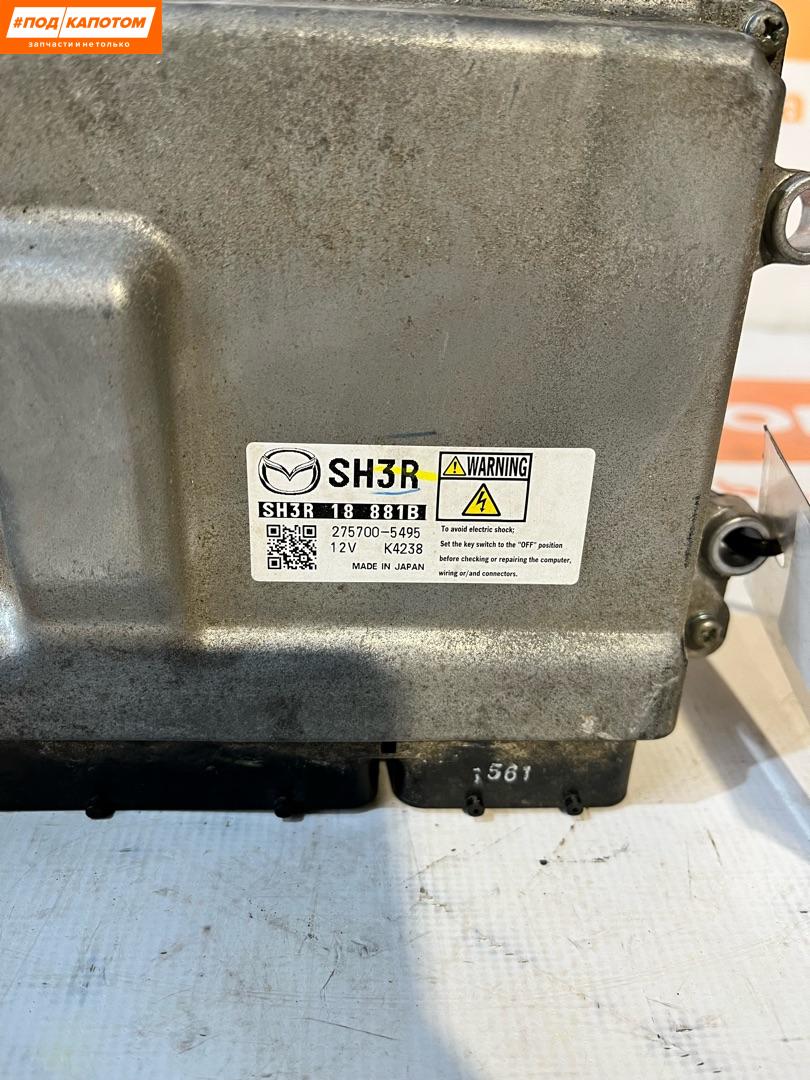 #ПОД КАПОТОМ
запчасти и не только
SH3R
SH3R 18 881B
275700-5495
12V K4238
MADE IN JAPAN
WARNING
To avoid electric shock;
Set the key switch to the "OFF" position
before checking or repairing the computer,
wiring or/and connectors.
561